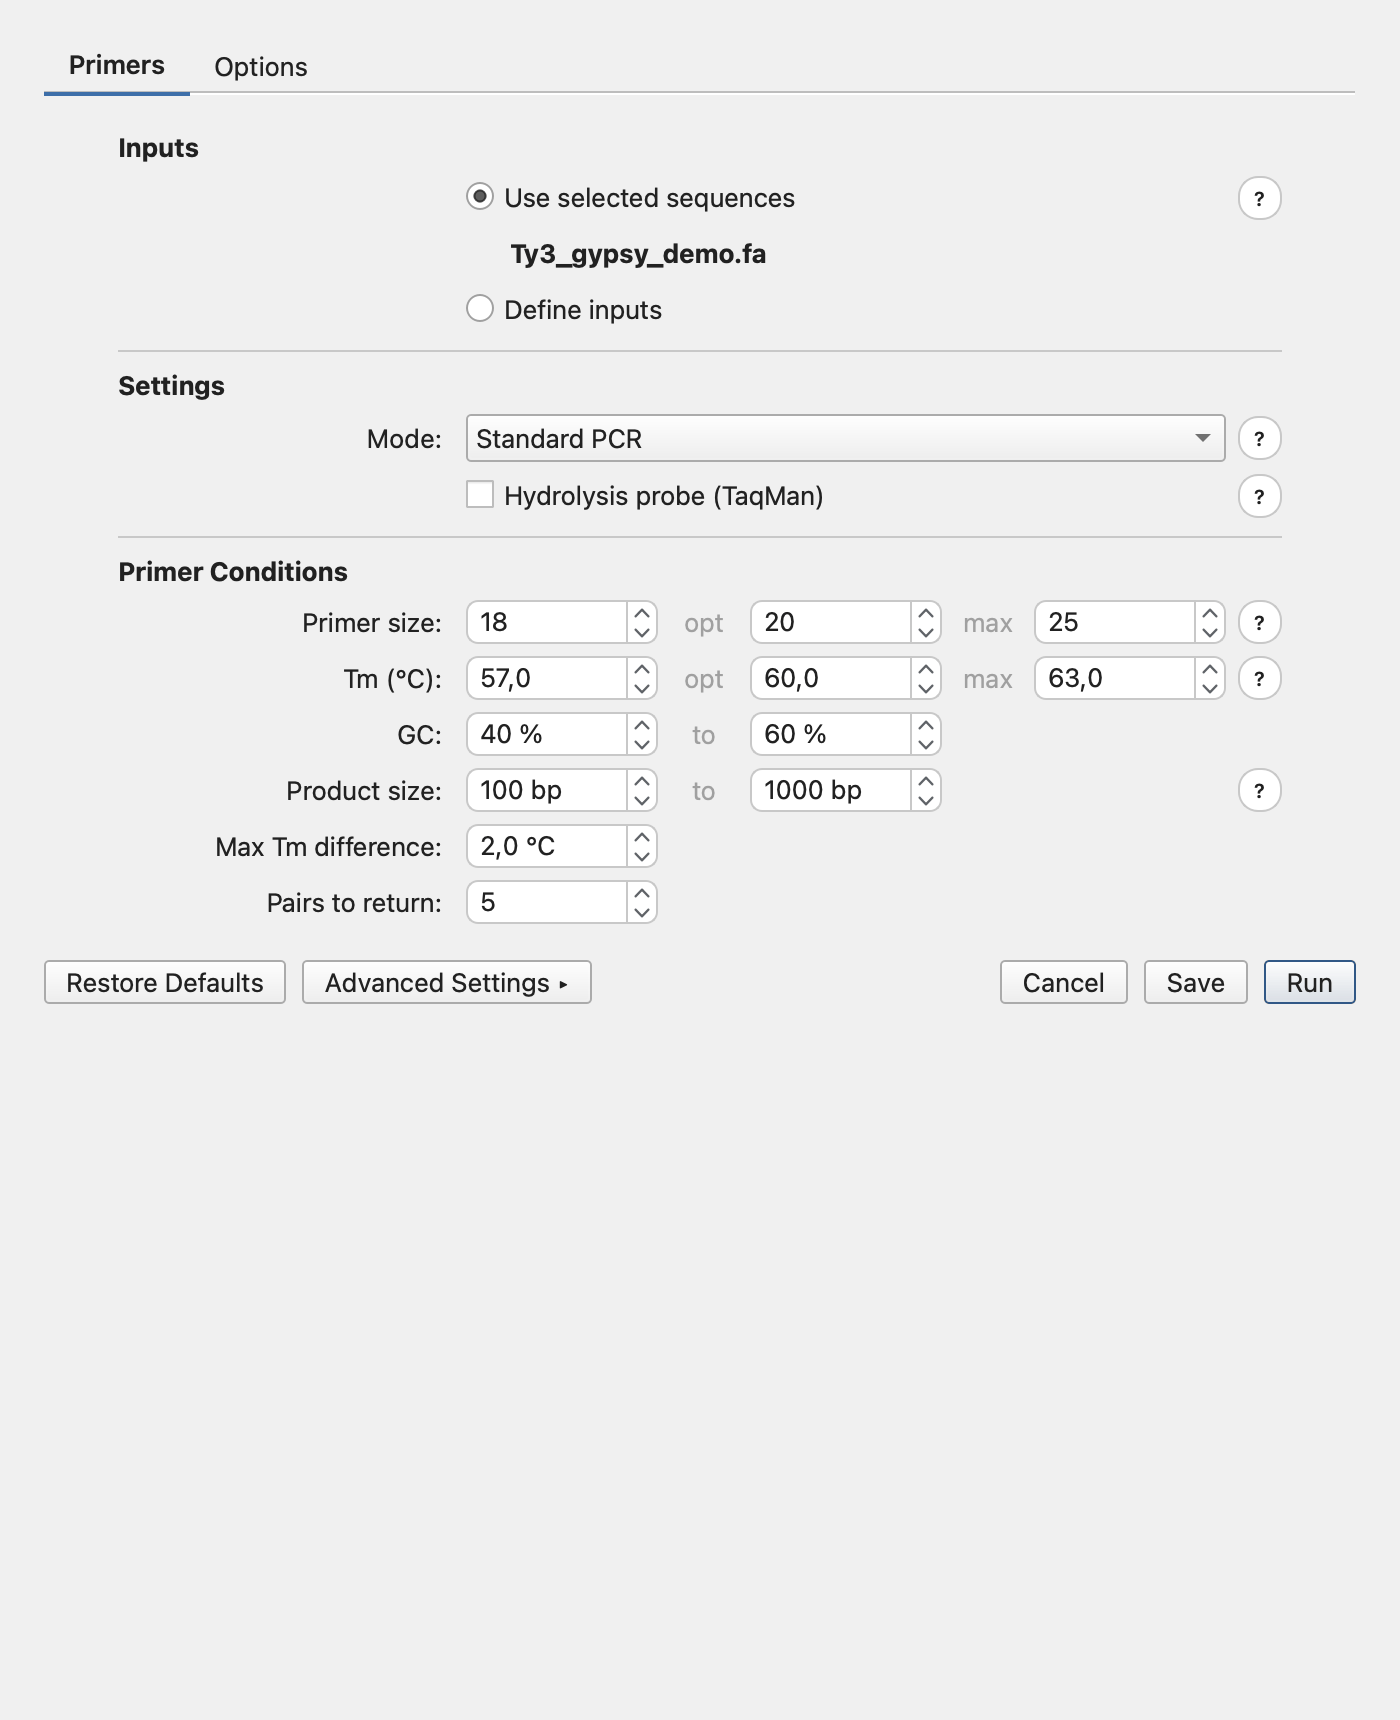 Primers Options
Inputs
Use selected sequences ?
Ty3_gypsy_demo.fa
Define inputs
Settings
Mode: Standard PCR ?
Hydrolysis probe (TaqMan) ?
Primer Conditions
Primer size: 18 opt 20 max 25 ?
Tm (°C): 57,0 opt 60,0 max 63,0 ?
GC: 40 % to 60 %
Product size: 100 bp to 1000 bp ?
Max Tm difference: 2,0 °C
Pairs to return: 5
Restore Defaults Advanced Settings ▸ Cancel Save Run